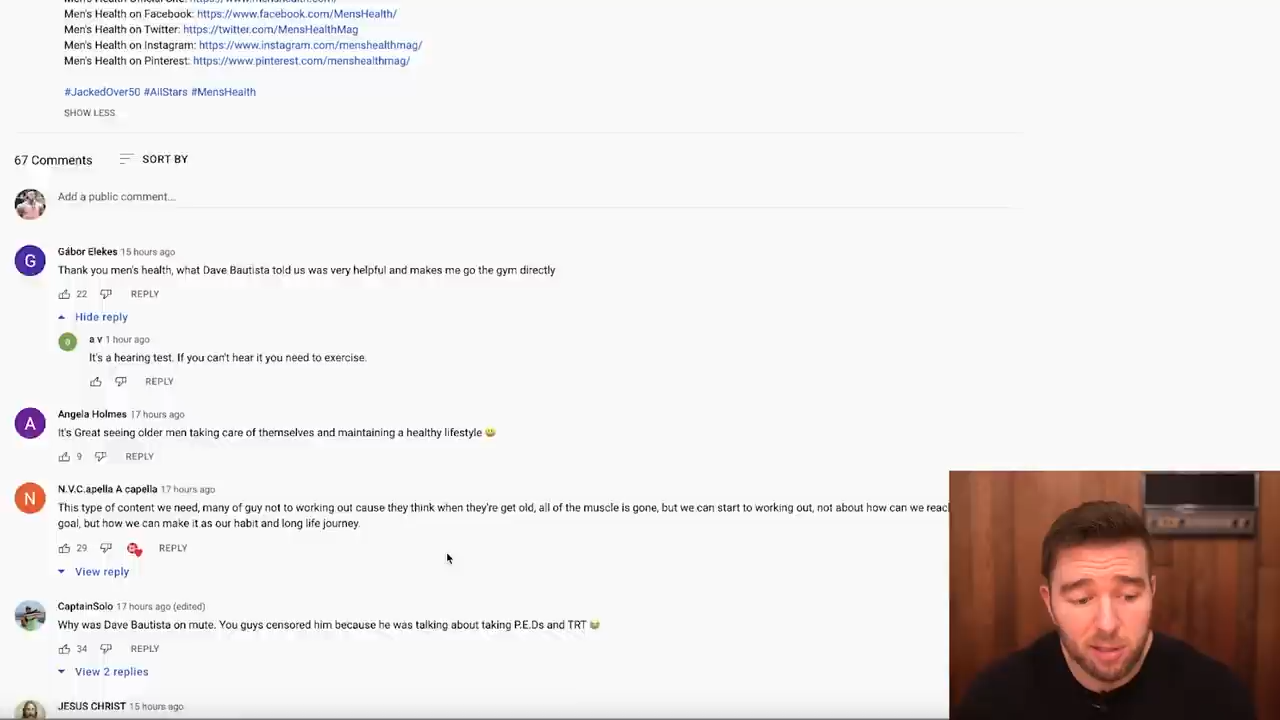 Men's Health on Facebook: https://www.facebook.com/MensHealth/
Men's Health on Twitter: https://twitter.com/MensHealthMag
Men's Health on Instagram: https://www.instagram.com/menshealthmag/
Men's Health on Pinterest: https://www.pinterest.com/menshealthmag/
#JackedOver50 #AllStars #MensHealth
SHOW LESS
67 Comments SORT BY
Add a public comment...
G
Gábor Elekes 15 hours ago
Thank you men's health, what Dave Bautista told us was very helpful and makes me go the gym directly
22 REPLY
Hide reply
a v 1 hour ago
It's a hearing test. If you can't hear it you need to exercise.
REPLY
A
Angela Holmes 17 hours ago
It's Great seeing older men taking care of themselves and maintaining a healthy lifestyle 😀
9 REPLY
N
N.V.C.apella A capella 17 hours ago
This type of content we need, many of guy not to working out cause they think when they're get old, all of the muscle is gone, but we can start to working out, not about how can we reach
goal, but how we can make it as our habit and long life journey.
29 REPLY
View reply
CaptainSolo 17 hours ago (edited)
Why was Dave Bautista on mute. You guys censored him because he was talking about taking P.E.Ds and TRT 😂
34 REPLY
View 2 replies
JESUS CHRIST 15 hours ago